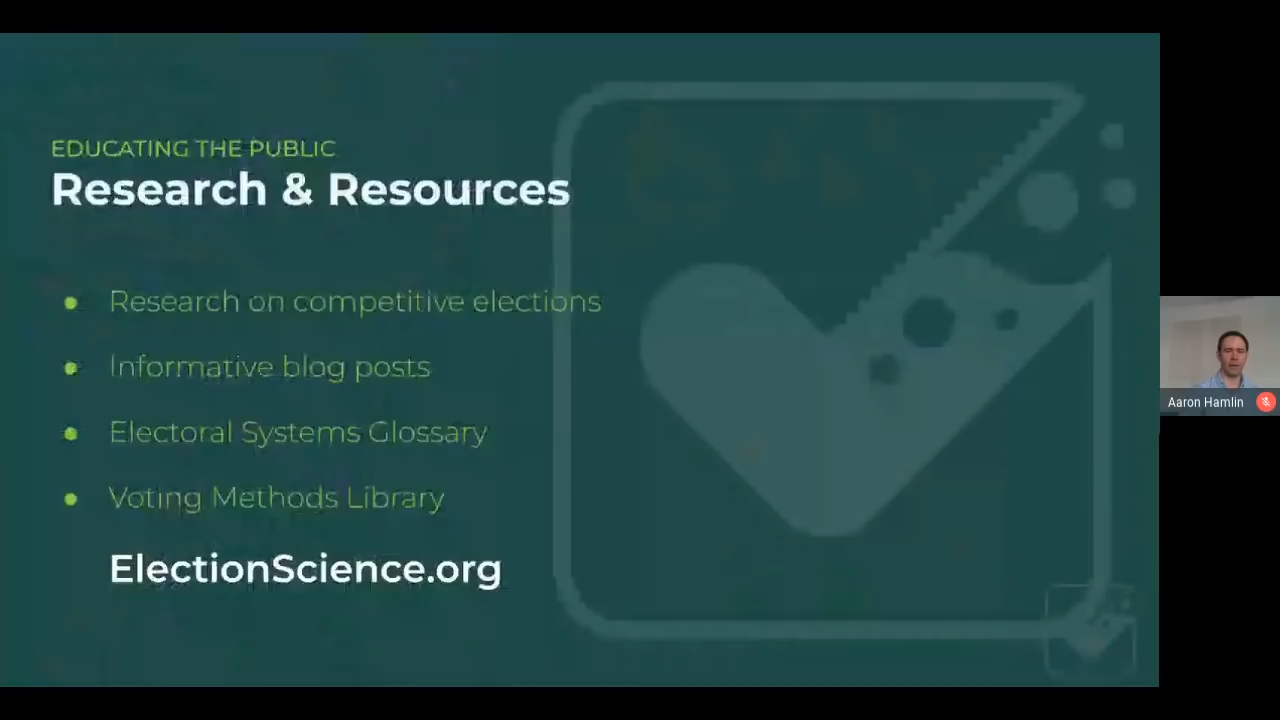 EDUCATING THE PUBLIC
Research & Resources
Research on competitive elections
Informative blog posts
Electoral Systems Glossary
Voting Methods Library
ElectionScience.org
Aaron Hamlin